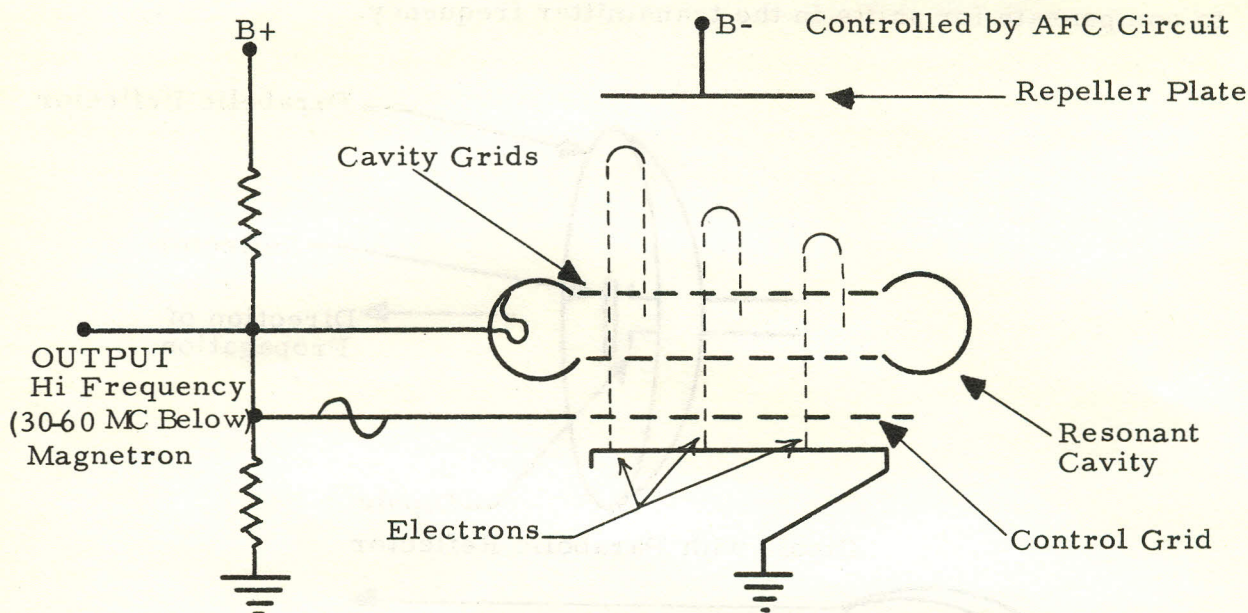 B+
B- Controlled by AFC Circuit
Repeller Plate
Cavity Grids
OUTPUT
Hi Frequency
(30-60 MC Below)
Magnetron
Resonant
Cavity
Electrons
Control Grid